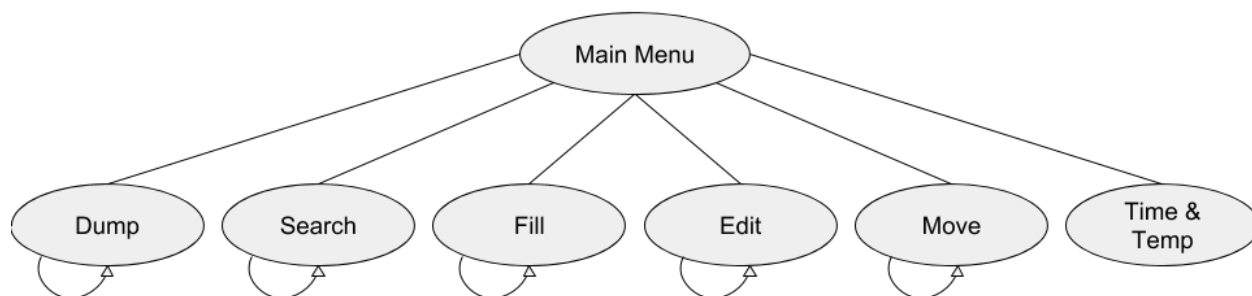 Main Menu
Dump
Search
Fill
Edit
Move
Time &
Temp